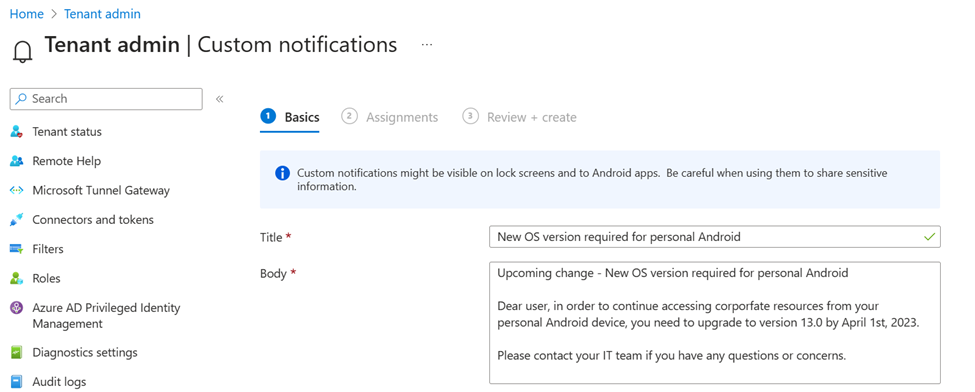 Home > Tenant admin
Tenant admin | Custom notifications ...
Search «
Tenant status
Remote Help
Microsoft Tunnel Gateway
Connectors and tokens
Filters
Roles
Azure AD Privileged Identity
Management
Diagnostics settings
Audit logs
1 Basics 2 Assignments 3 Review + create
Custom notifications might be visible on lock screens and to Android apps. Be careful when using them to share sensitive
information.
Title * New OS version required for personal Android
Body * Upcoming change - New OS version required for personal Android
Dear user, in order to continue accessing corporfate resources from your
personal Android device, you need to upgrade to version 13.0 by April 1st, 2023.
Please contact your IT team if you have any questions or concerns.